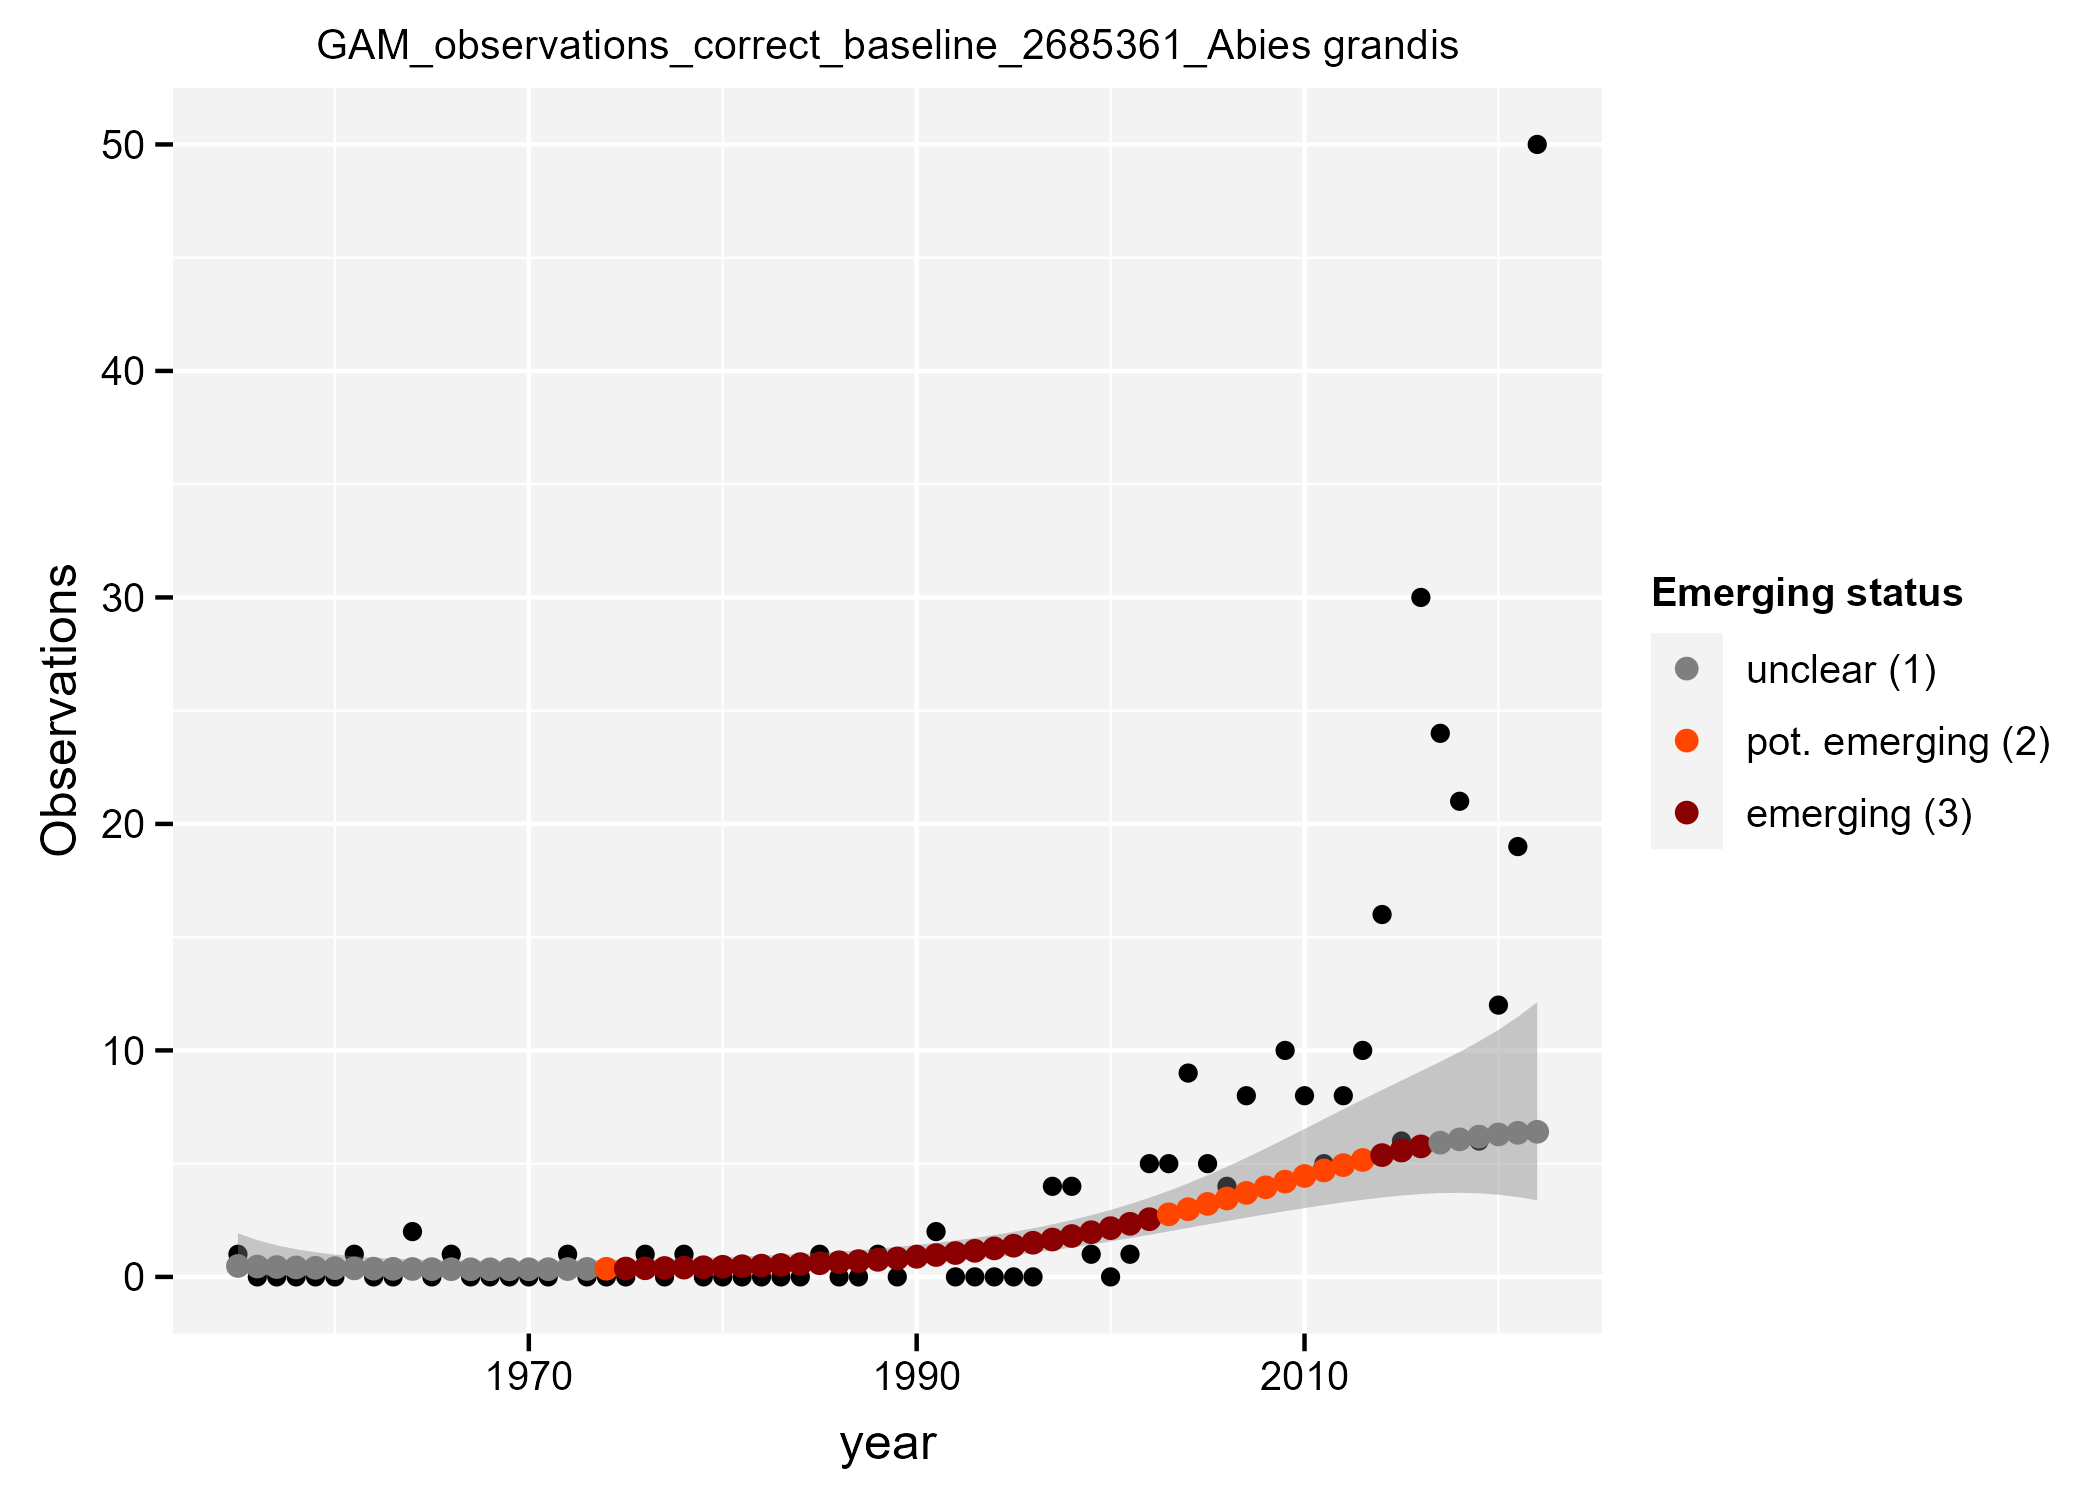 GAM_observations_correct_baseline_2685361_Abies grandis
50
40
30
20
10
0
Observations
1970
1990
2010
year
Emerging status
unclear (1)
pot. emerging (2)
emerging (3)